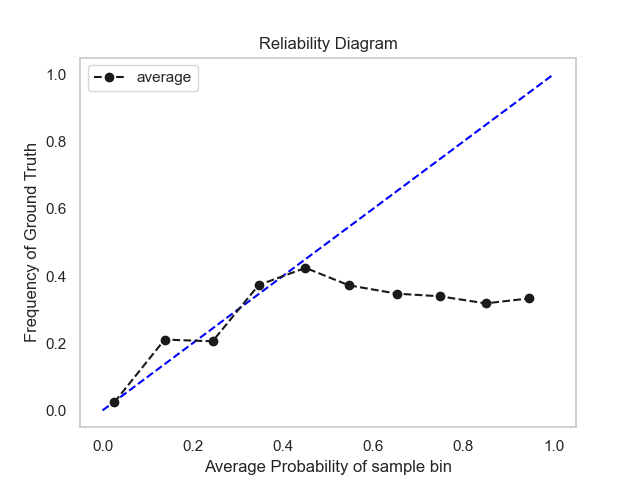 Reliability Diagram
average
1.0
0.8
0.6
0.4
0.2
0.0
Frequency of Ground Truth
0.0 0.2 0.4 0.6 0.8 1.0
Average Probability of sample bin